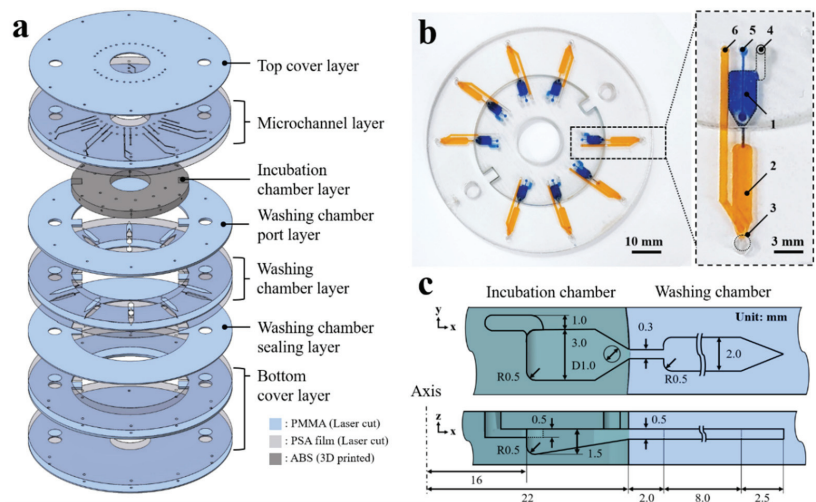 a
Top cover layer
Microchannel layer
Incubation
chamber layer
Washing chamber
port layer
Washing
chamber layer
Washing chamber
sealing layer
Bottom
cover layer
: PMMA (Laser cut)
: PSA film (Laser cut)
: ABS (3D printed)
b
10 mm
6 5 4
1
2
3
3 mm
c
Incubation chamber Washing chamber
Unit: mm
y
x
1.0
3.0
D1.0
R0.5
0.3
R0.5
2.0
Axis
z
x
0.5
R0.5
1.5
0.5
16
22 2.0 8.0 2.5